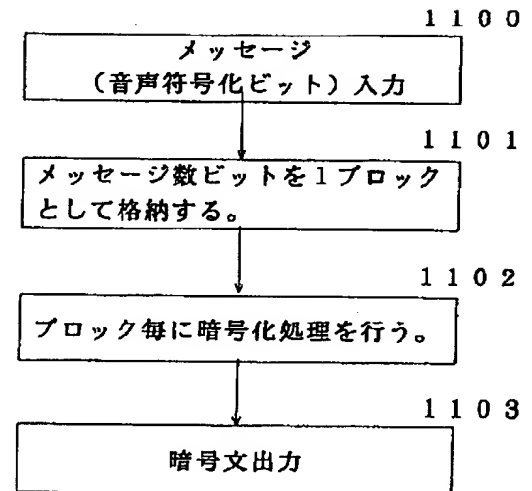 1100
メッセージ
(音声符号化ビット)入力
1101
メッセージ数ビットを1ブロック
として格納する。
1102
ブロック毎に暗号化処理を行う。
1103
暗号文出力